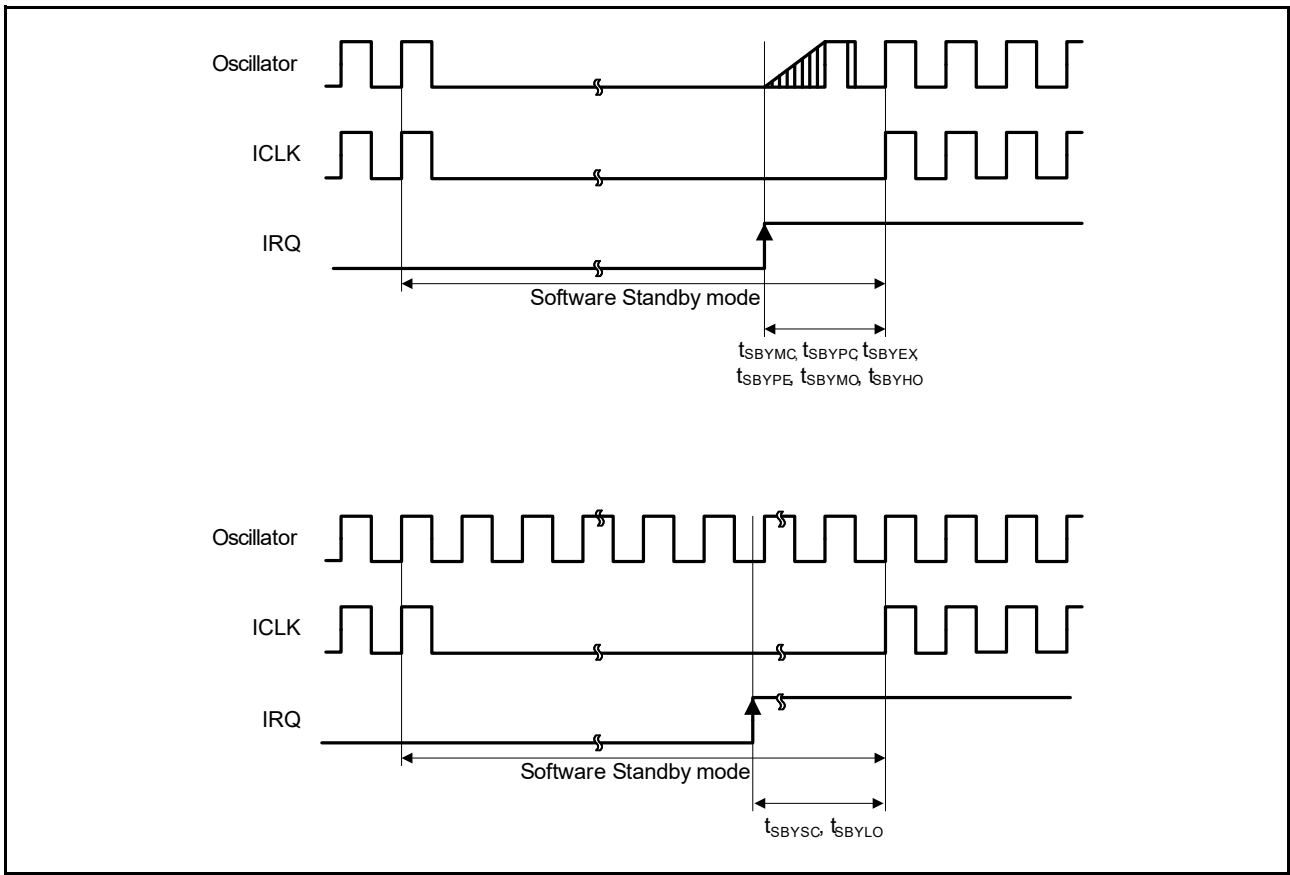 Oscillator
ICLK
IRQ
Software Standby mode
tSBYMC, tSBYPC, tSBYEX,
tSBYPE, tSBYMO, tSBYHO
Oscillator
ICLK
IRQ
Software Standby mode
tSBYSC, tSBYLO